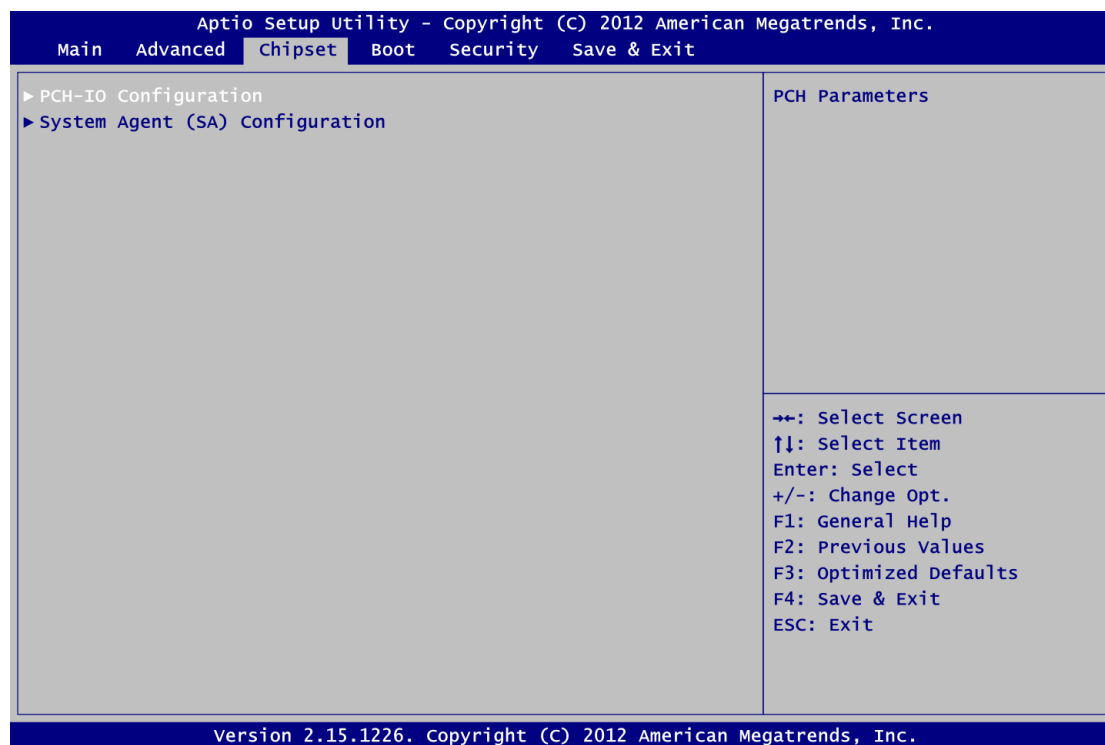 Aptio Setup Utility - Copyright (C) 2012 American Megatrends, Inc.
Main Advanced Chipset Boot Security Save & Exit
▶ PCH-IO Configuration
▶ System Agent (SA) Configuration
PCH Parameters
→←: Select Screen
↑↓: Select Item
Enter: Select
+/-: Change Opt.
F1: General Help
F2: Previous Values
F3: Optimized Defaults
F4: Save & Exit
ESC: Exit
Version 2.15.1226. Copyright (C) 2012 American Megatrends, Inc.